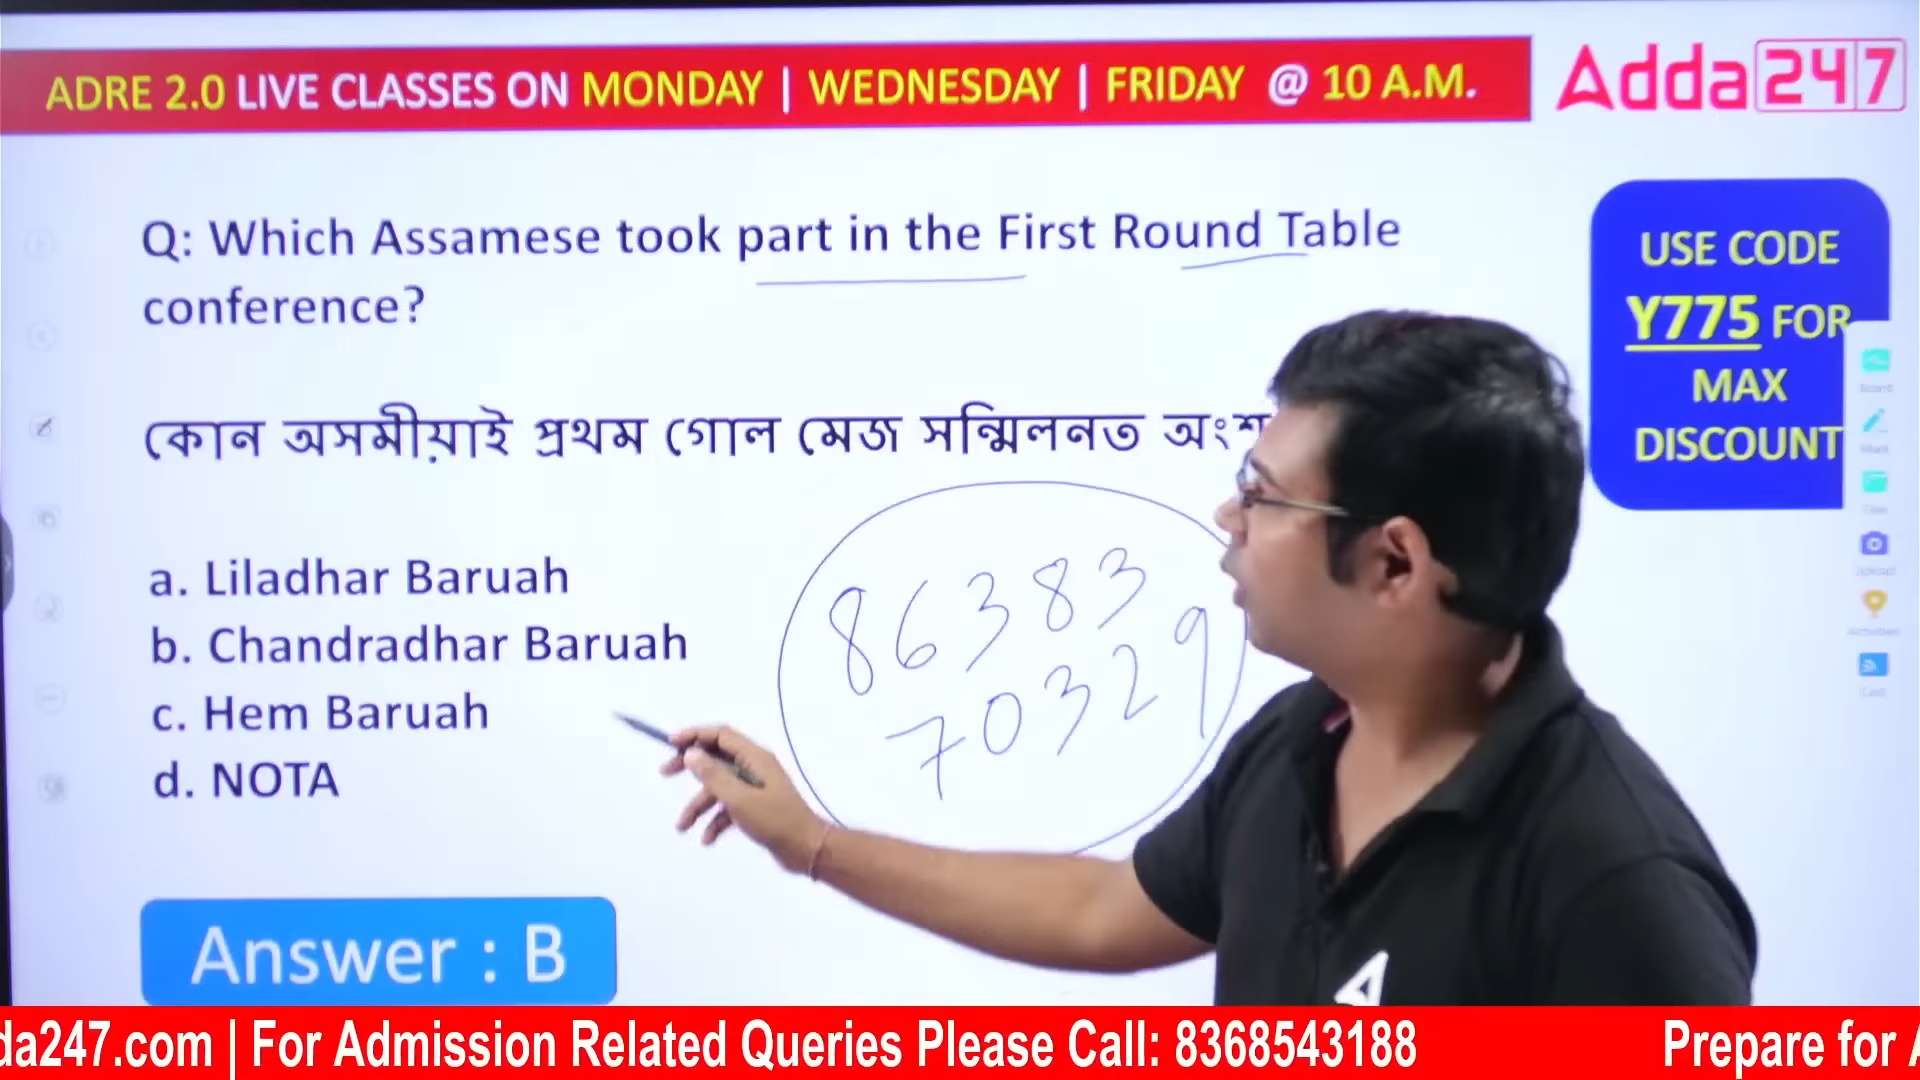 ADRE 2.0 LIVE CLASSES ON MONDAY | WEDNESDAY | FRIDAY @ 10 A.M.
Adda247
Q: Which Assamese took part in the First Round Table
conference?
কোন অসমীয়াই প্ৰথম গোল মেজ সন্মিলনত
a. Liladhar Baruah
b. Chandradhar Baruah
c. Hem Baruah
d. NOTA
Answer : B
86383
70329
USE CODE
Y775 FOR
MAX
DISCOUNT
da247.com | For Admission Related Queries Please Call: 8368543188 Prepare for